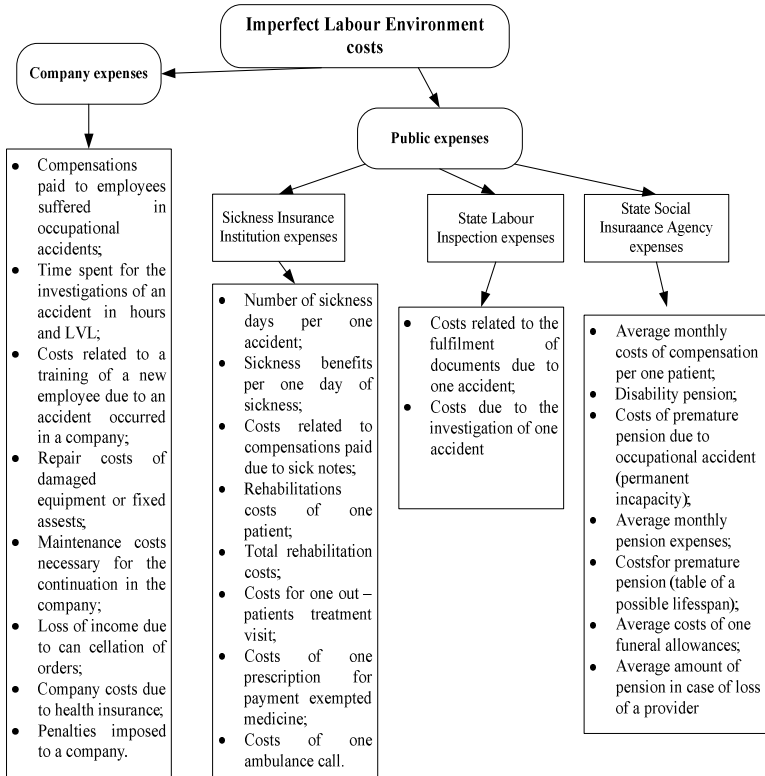 Imperfect Labour Environment
costs
Company expenses
Public expenses
● Compensations
paid to employees
suffered in
occupational
accidents;
● Time spent for the
investigations of an
accident in hours
and LVL;
● Costs related to a
training of a new
employee due to an
accident occurred
in a company;
● Repair costs of
damaged
equipment or fixed
assests;
● Maintenance costs
necessary for the
continuation in the
company;
● Loss of income due
to can cellation of
orders;
● Company costs due
to health insurance;
● Penalties imposed
to a company.
Sickness Insurance
Institution expenses
● Number of sickness
days per one
accident;
● Sickness benefits
per one day of
sickness;
● Costs related to
compensations paid
due to sick notes;
● Rehabilitations
costs of one
patient;
● Total rehabilitation
costs;
● Costs for one out –
patients treatment
visit;
● Costs of one
prescription for
payment exempted
medicine;
● Costs of one
ambulance call.
State Labour
Inspection expenses
● Costs related to the
fulfilment of
documents due to
one accident;
● Costs due to the
investigation of one
accident
State Social
Insuraance Agency
expenses
● Average monthly
costs of compensation
per one patient;
● Disability pension;
● Costs of premature
pension due to
occupational accident
(permanent
incapacity);
● Average monthly
pension expenses;
● Costsfor premature
pension (table of a
possible lifesspan);
● Average costs of one
funeral allowances;
● Average amount of
pension in case of loss
of a provider